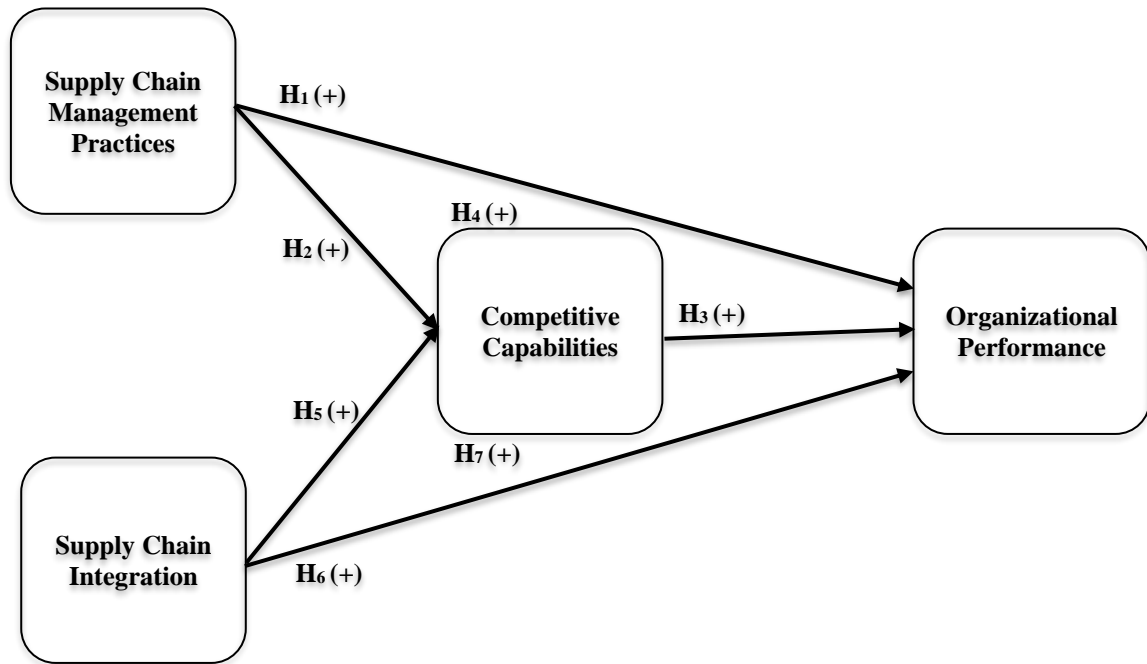 Supply Chain
Management
Practices
H₁ (+)
H₂ (+)
H₄ (+)
Competitive
Capabilities
H₃ (+)
Organizational
Performance
H₅ (+)
H₇ (+)
Supply Chain
Integration
H₆ (+)